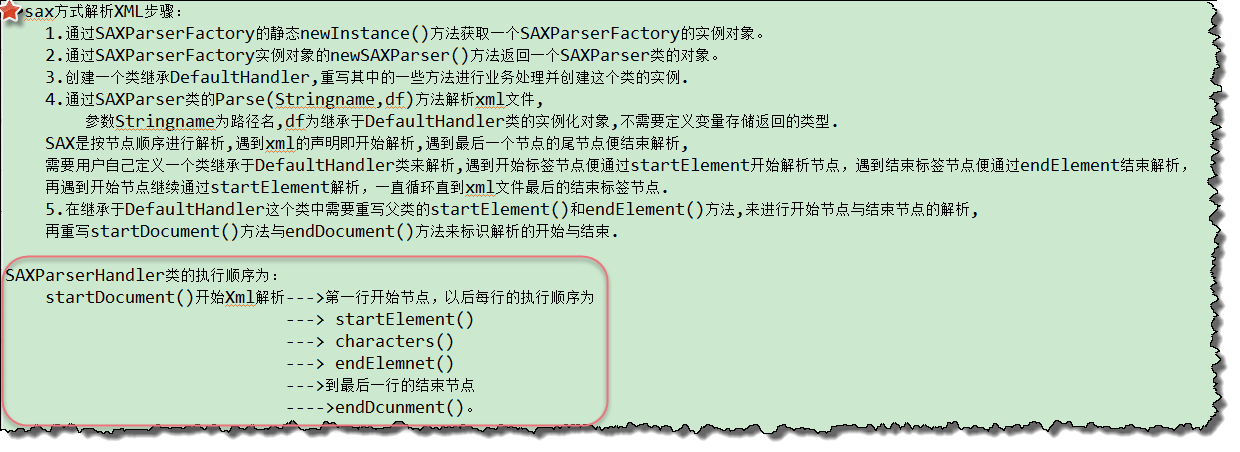 sax方式解析XML步骤:
1.通过SAXParserFactory的静态newInstance()方法获取一个SAXParserFactory的实例对象。
2.通过SAXParserFactory实例对象的newSAXParser()方法返回一个SAXParser类的对象。
3.创建一个类继承DefaultHandler,重写其中的一些方法进行业务处理并创建这个类的实例.
4.通过SAXParser类的Parse(Stringname,df)方法解析xml文件,
参数Stringname为路径名,df为继承于DefaultHandler类的实例化对象,不需要定义变量存储返回的类型.
SAX是按节点顺序进行解析,遇到xml的声明即开始解析,遇到最后一个节点的尾节点便结束解析,
需要用户自己定义一个类继承于DefaultHandler类来解析,遇到开始标签节点便通过startElement开始解析节点，遇到结束标签节点便通过endElement结束解析，
再遇到开始节点继续通过startElement解析，一直循环直到xml文件最后的结束标签节点.
5.在继承于DefaultHandler这个类中需要重写父类的startElement()和endElement()方法,来进行开始节点与结束节点的解析,
再重写startDocument()方法与endDocument()方法来标识解析的开始与结束.
SAXParserHandler类的执行顺序为:
startDocument()开始Xml解析--->第一行开始节点，以后每行的执行顺序为
---> startElement()
---> characters()
---> endElemnet()
--->到最后一行的结束节点
---->endDcunment()。